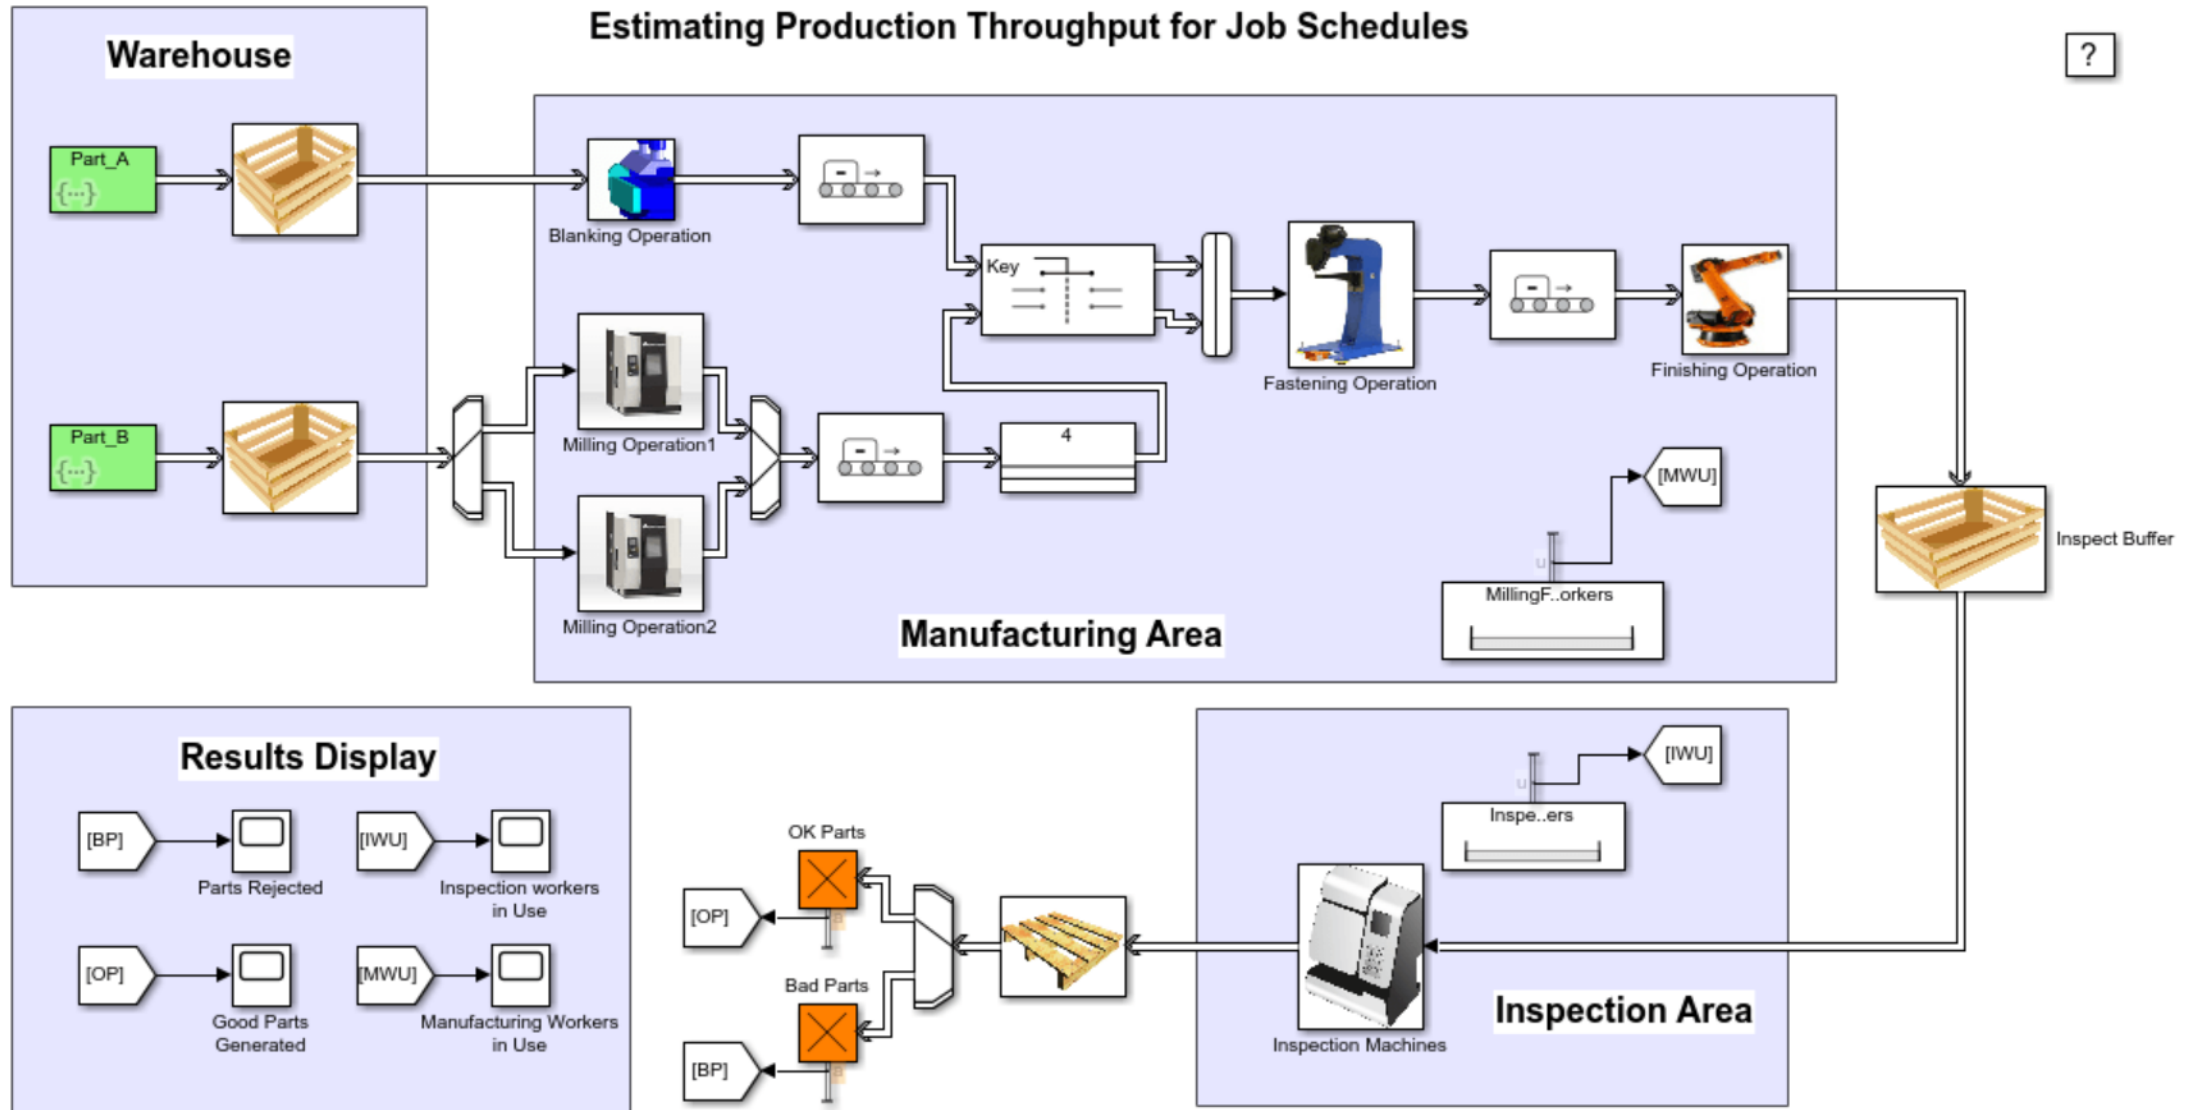 Estimating Production Throughput for Job Schedules
?
Warehouse
Part_A
{...}
Part_B
{...}
Blanking Operation
Key
Milling Operation1
Milling Operation2
4
Fastening Operation
Finishing Operation
[MWU]
u
MillingF..orkers
Manufacturing Area
Inspect Buffer
Results Display
[BP]
Parts Rejected
[IWU]
Inspection workers
in Use
[OP]
Good Parts
Generated
[MWU]
Manufacturing Workers
in Use
OK Parts
[OP]
a
Bad Parts
[BP]
a
[IWU]
u
Inspe..ers
Inspection Machines
Inspection Area